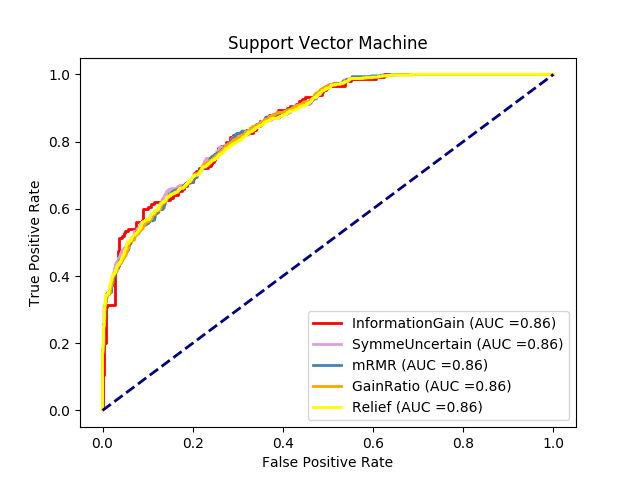 Support Vector Machine
True Positive Rate
1.0
0.8
0.6
0.4
0.2
0.0
InformationGain (AUC =0.86)
SymmeUncertain (AUC =0.86)
mRMR (AUC =0.86)
GainRatio (AUC =0.86)
Relief (AUC =0.86)
0.0 0.2 0.4 0.6 0.8 1.0
False Positive Rate